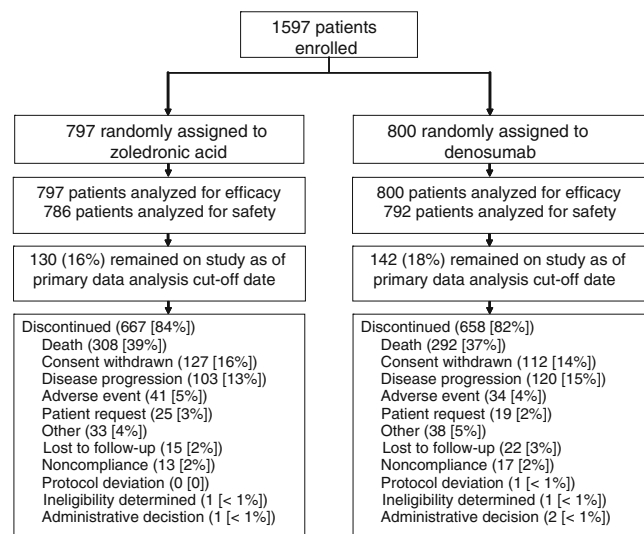 1597 patients
enrolled
797 randomly assigned to
zoledronic acid
797 patients analyzed for efficacy
786 patients analyzed for safety
130 (16%) remained on study as of
primary data analysis cut-off date
Discontinued (667 [84%])
Death (308 [39%])
Consent withdrawn (127 [16%])
Disease progression (103 [13%])
Adverse event (41 [5%])
Patient request (25 [3%])
Other (33 [4%])
Lost to follow-up (15 [2%])
Noncompliance (13 [2%])
Protocol deviation (0 [0])
Ineligibility determined (1 [< 1%])
Administrative decistion (1 [< 1%])
800 randomly assigned to
denosumab
800 patients analyzed for efficacy
792 patients analyzed for safety
142 (18%) remained on study as of
primary data analysis cut-off date
Discontinued (658 [82%])
Death (292 [37%])
Consent withdrawn (112 [14%])
Disease progression (120 [15%])
Adverse event (34 [4%])
Patient request (19 [2%])
Other (38 [5%])
Lost to follow-up (22 [3%])
Noncompliance (17 [2%])
Protocol deviation (1 [< 1%])
Ineligibility determined (1 [< 1%])
Administrative decision (2 [< 1%])